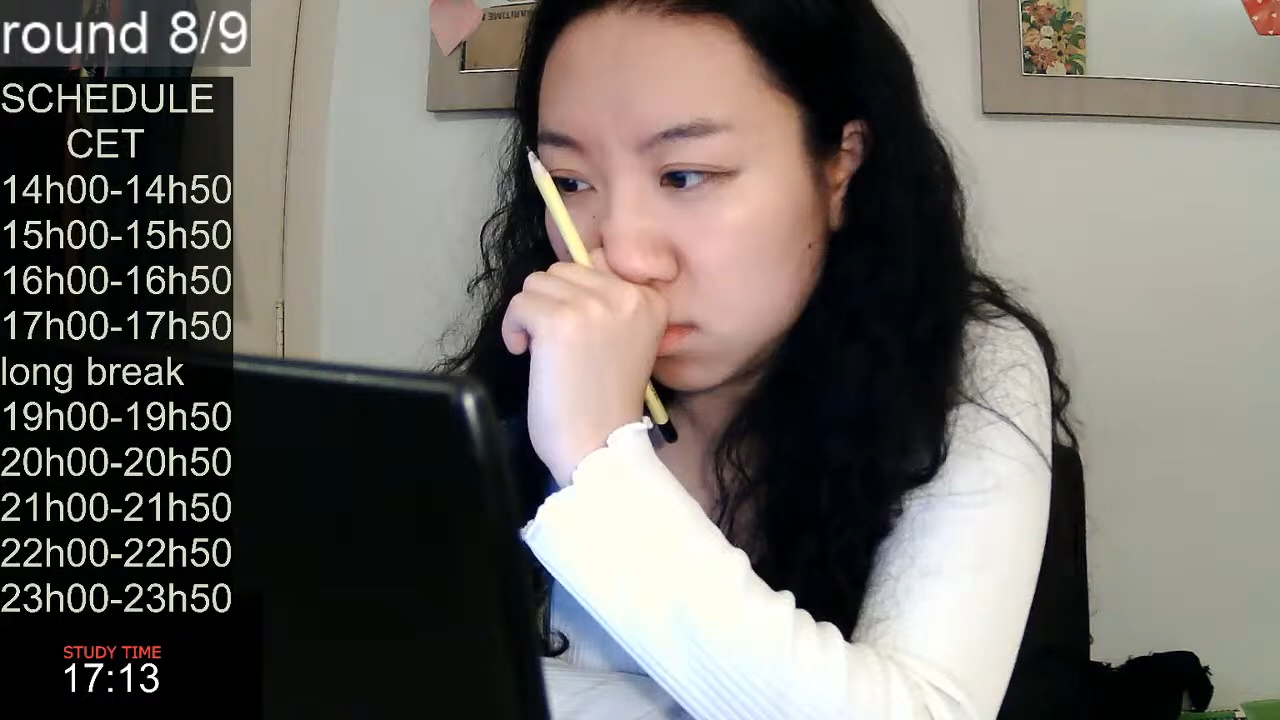 round 8/9
SCHEDULE
CET
14h00-14h50
15h00-15h50
16h00-16h50
17h00-17h50
long break
19h00-19h50
20h00-20h50
21h00-21h50
22h00-22h50
23h00-23h50
STUDY TIME
17:13